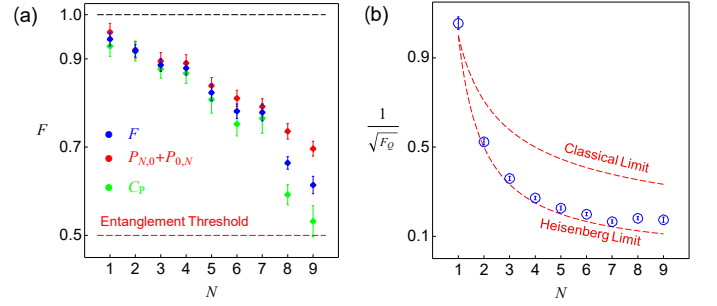 (a)
1.0
0.9
0.7
0.5
F
F
P_{N,0}+P_{0,N}
C_P
Entanglement Threshold
1 2 3 4 5 6 7 8 9
N
(b)
0.9
0.5
0.1
1
√F_Q
Classical Limit
Heisenberg Limit
1 2 3 4 5 6 7 8 9
N